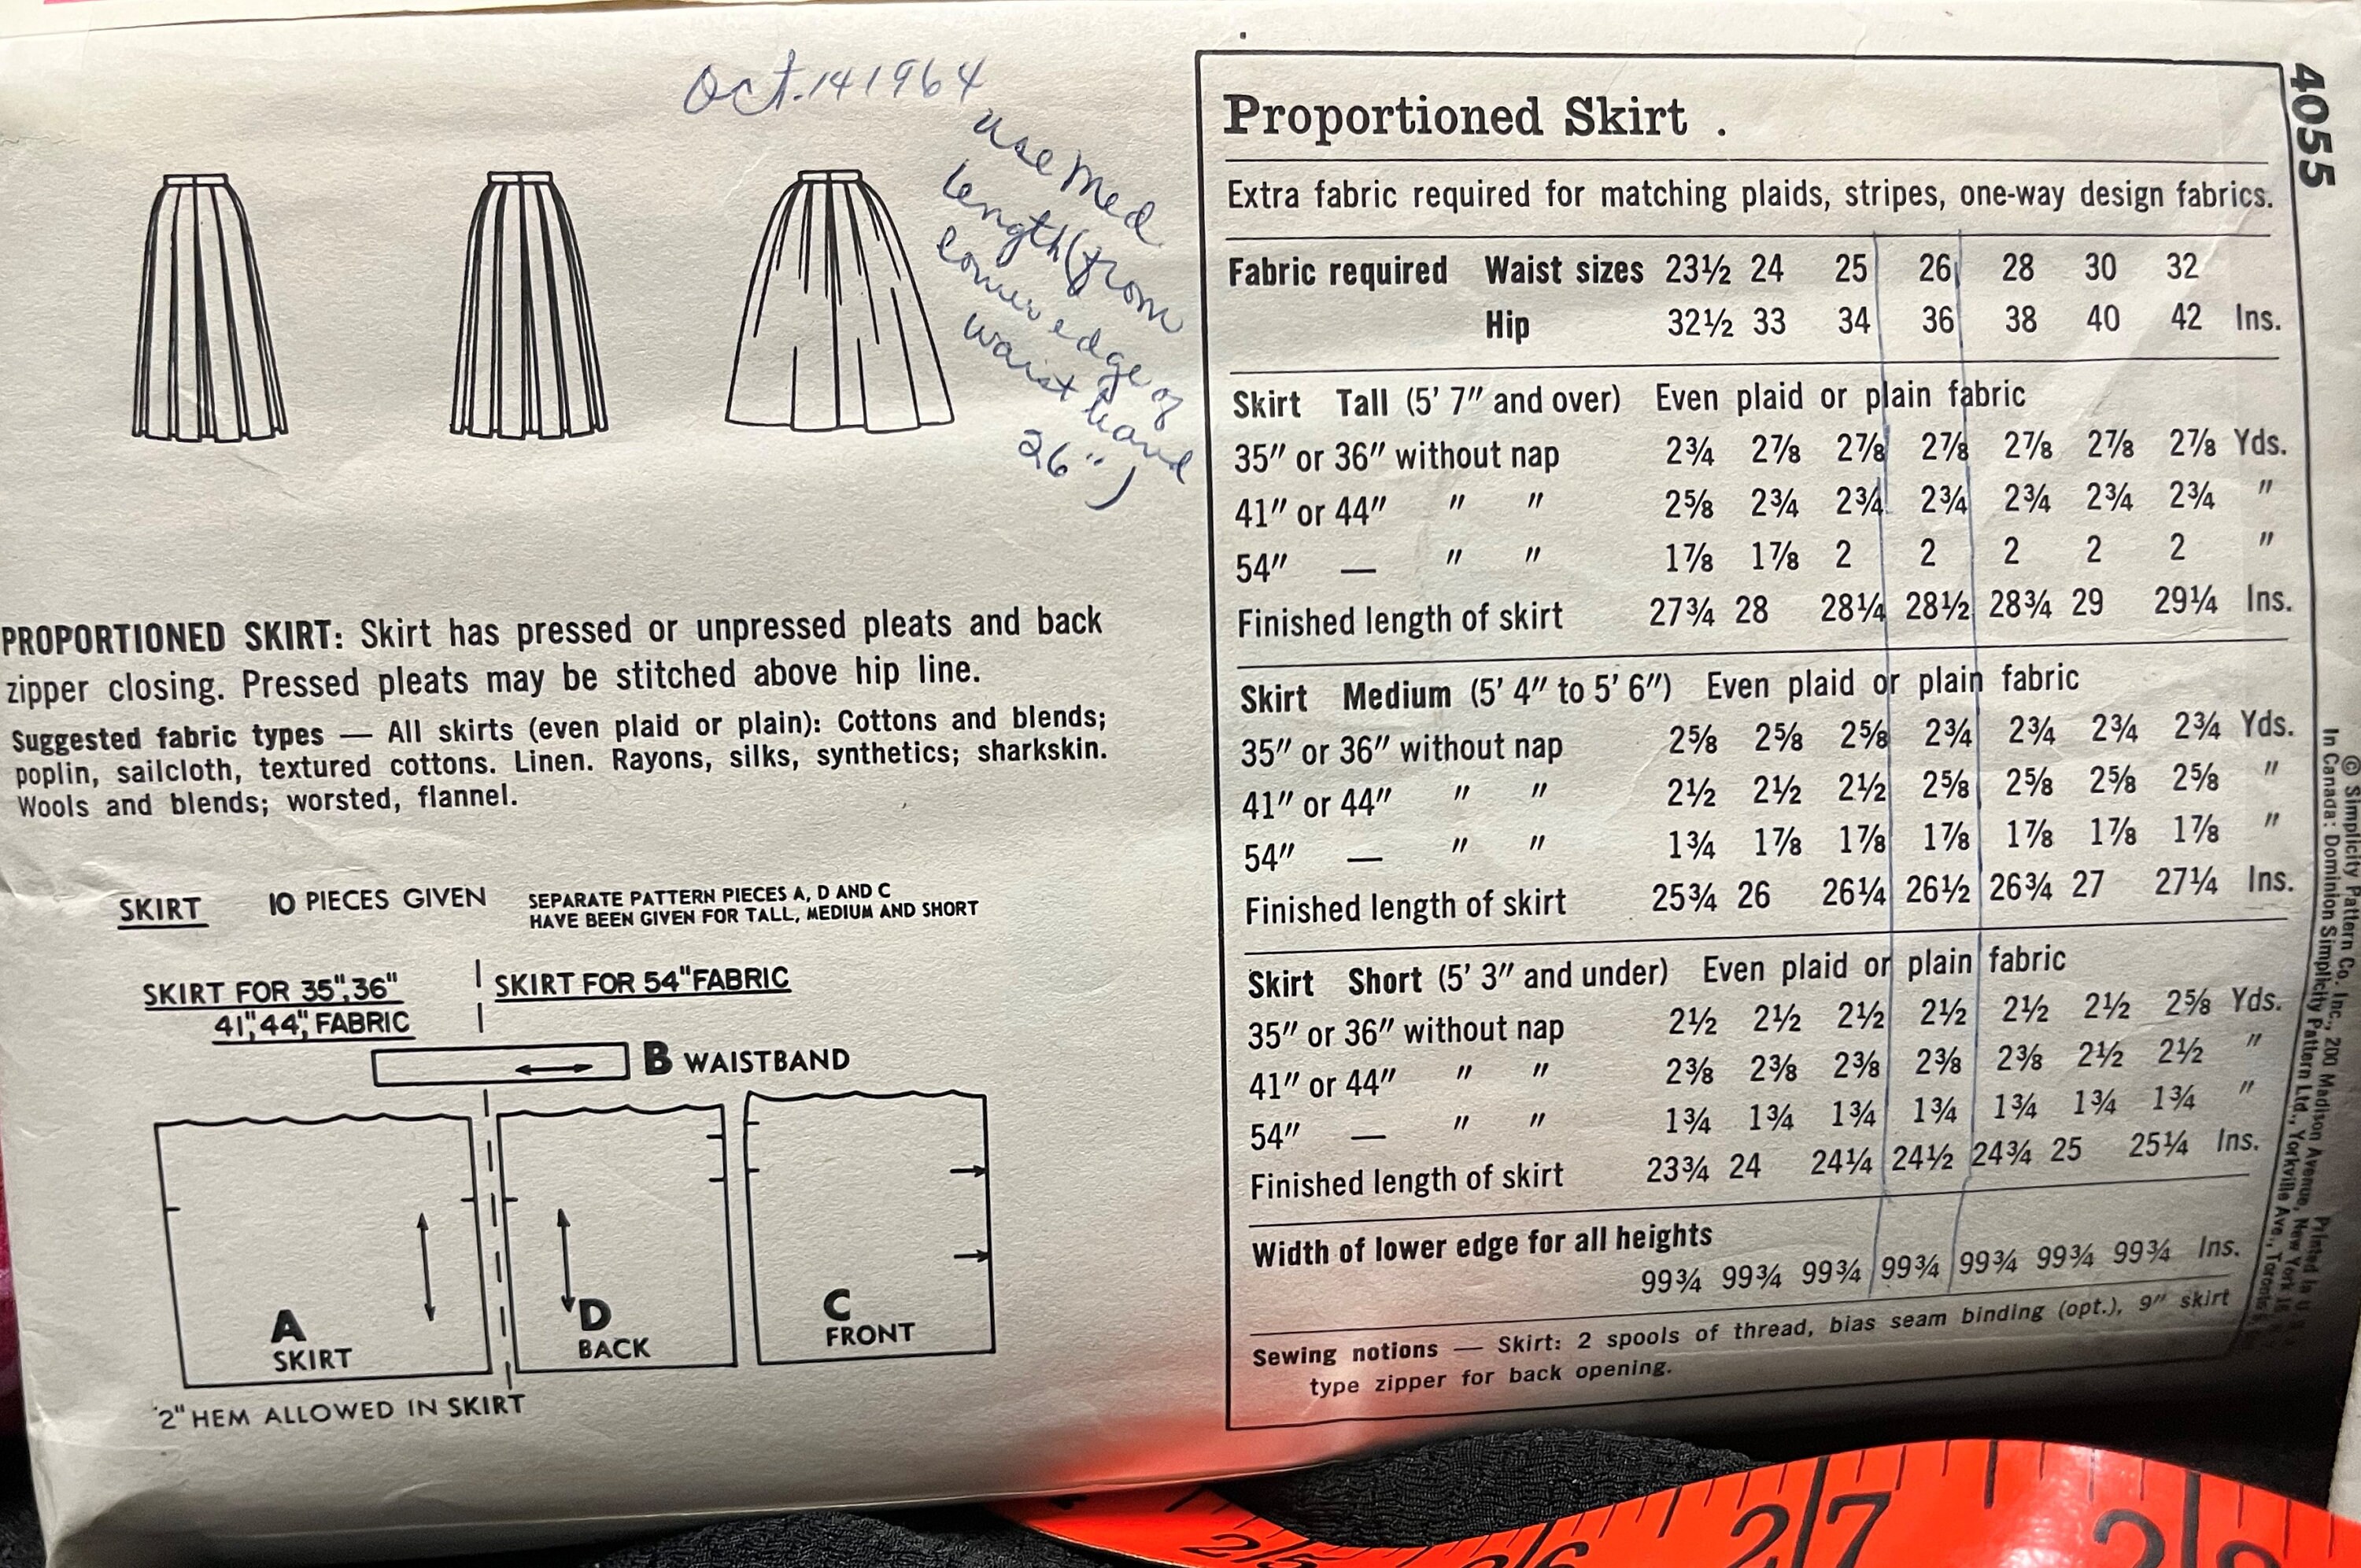 Oct. 14 1964
use Med
length (from
lower edge of
waist band
26")
PROPORTIONED SKIRT: Skirt has pressed or unpressed pleats and back
zipper closing. Pressed pleats may be stitched above hip line.
Suggested fabric types — All skirts (even plaid or plain): Cottons and blends;
poplin, sailcloth, textured cottons. Linen. Rayons, silks, synthetics; sharkskin.
Wools and blends; worsted, flannel.
SKIRT 10 PIECES GIVEN SEPARATE PATTERN PIECES A, D AND C
HAVE BEEN GIVEN FOR TALL, MEDIUM AND SHORT
SKIRT FOR 35", 36"
41", 44", FABRIC
SKIRT FOR 54" FABRIC
B WAISTBAND
A
SKIRT
D
BACK
C
FRONT
2" HEM ALLOWED IN SKIRT
4055
Proportioned Skirt .
Extra fabric required for matching plaids, stripes, one-way design fabrics.
Fabric required Waist sizes 23½ 24 25 26 28 30 32
Hip 32½ 33 34 36 38 40 42 Ins.
Skirt Tall (5' 7" and over) Even plaid or plain fabric
35" or 36" without nap 2¾ 2⅞ 2⅞ 2⅞ 2⅞ 2⅞ 2⅞ Yds.
41" or 44" " " 2⅝ 2¾ 2¾ 2¾ 2¾ 2¾ 2¾ "
54" — " " 1⅞ 1⅞ 2 2 2 2 2 "
Finished length of skirt 27¾ 28 28¼ 28½ 28¾ 29 29¼ Ins.
Skirt Medium (5' 4" to 5' 6") Even plaid or plain fabric
35" or 36" without nap 2⅝ 2⅝ 2⅝ 2¾ 2¾ 2¾ 2¾ Yds.
41" or 44" " " 2½ 2½ 2½ 2⅝ 2⅝ 2⅝ 2⅝ "
54" — " " 1¾ 1⅞ 1⅞ 1⅞ 1⅞ 1⅞ 1⅞ "
Finished length of skirt 25¾ 26 26¼ 26½ 26¾ 27 27¼ Ins.
Skirt Short (5' 3" and under) Even plaid or plain fabric
35" or 36" without nap 2½ 2½ 2½ 2½ 2½ 2½ 2⅝ Yds.
41" or 44" " " 2⅜ 2⅜ 2⅜ 2⅜ 2⅜ 2½ 2½ "
54" — " " 1¾ 1¾ 1¾ 1¾ 1¾ 1¾ 1¾ "
Finished length of skirt 23¾ 24 24¼ 24½ 24¾ 25 25¼ Ins.
Width of lower edge for all heights
99¾ 99¾ 99¾ 99¾ 99¾ 99¾ 99¾ Ins.
Sewing notions — Skirt: 2 spools of thread, bias seam binding (opt.), 9" skirt
type zipper for back opening.
© Simplicity Pattern Co. Inc., 200 Madison Avenue, New York
In Canada: Dominion Simplicity Pattern Ltd., Yorkville Ave., Toronto
Printed in
25 26 27